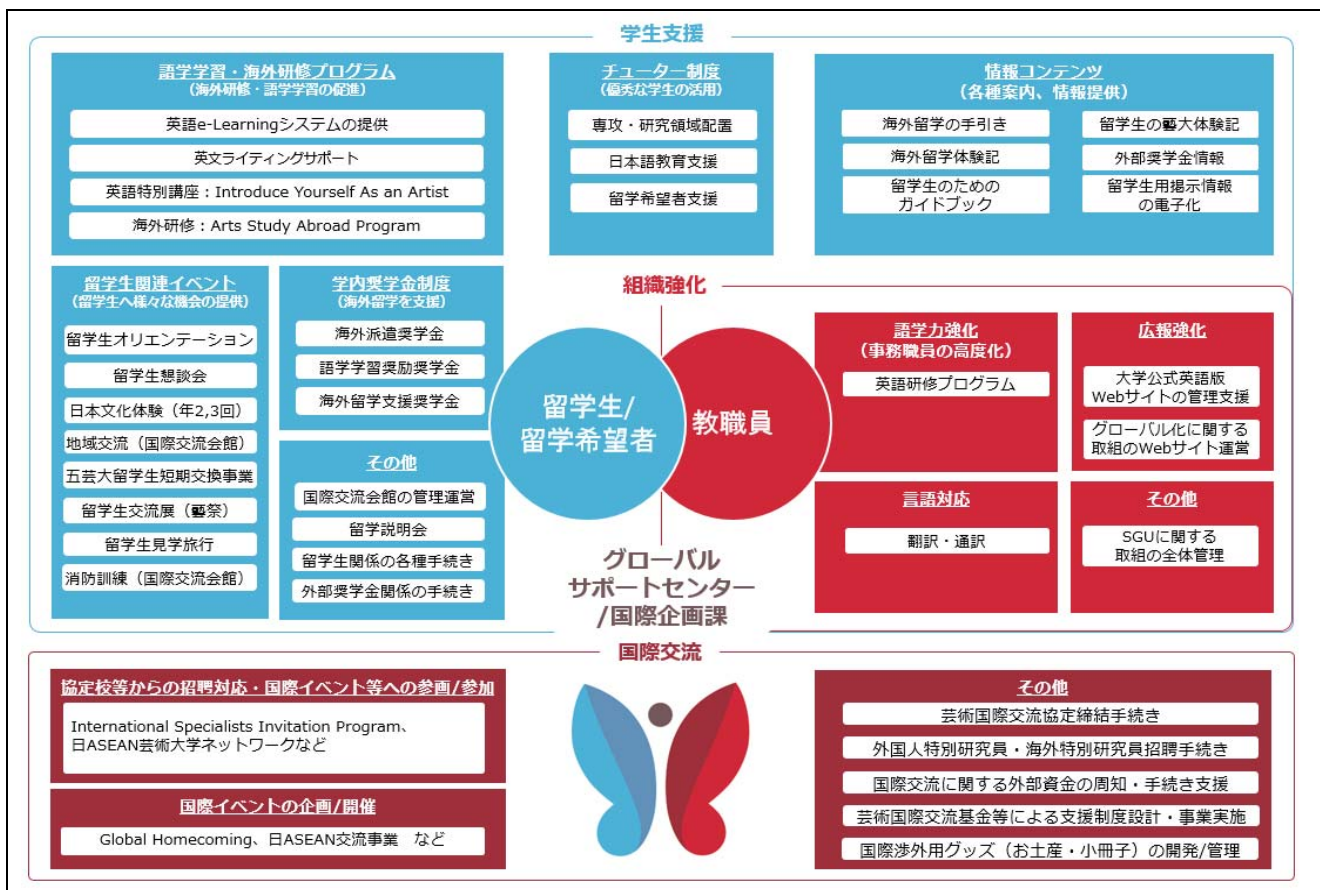 学生支援
語学学習・海外研修プログラム
(海外研修・語学学習の促進)
英語e-Learningシステムの提供
英文ライティングサポート
英語特別講座：Introduce Yourself As an Artist
海外研修：Arts Study Abroad Program
チューター制度
(優秀な学生の活用)
専攻・研究領域配置
日本語教育支援
留学希望者支援
情報コンテンツ
(各種案内、情報提供)
海外留学の手引き
海外留学体験記
留学生のための
ガイドブック
留学生の藝大体験記
外部奨学金情報
留学生用掲示情報
の電子化
留学生関連イベント
(留学生へ様々な機会の提供)
留学生オリエンテーション
留学生懇談会
日本文化体験（年2,3回）
地域交流（国際交流会館）
五芸大留学生短期交換事業
留学生交流展（藝祭）
留学生見学旅行
消防訓練（国際交流会館）
学内奨学金制度
(海外留学を支援)
海外派遣奨学金
語学学習奨励奨学金
海外留学支援奨学金
その他
国際交流会館の管理運営
留学説明会
留学生関係の各種手続き
外部奨学金関係の手続き
組織強化
留学生/
留学希望者
教職員
グローバル
サポートセンター
/国際企画課
語学力強化
(事務職員の高度化)
英語研修プログラム
広報強化
大学公式英語版
Webサイトの管理支援
グローバル化に関する
取組のWebサイト運営
言語対応
翻訳・通訳
その他
SGUに関する
取組の全体管理
国際交流
協定校等からの招聘対応・国際イベント等への参画/参加
International Specialists Invitation Program、
日ASEAN芸術大学ネットワークなど
国際イベントの企画/開催
Global Homecoming、日ASEAN交流事業　など
その他
芸術国際交流協定締結手続き
外国人特別研究員・海外特別研究員招聘手続き
国際交流に関する外部資金の周知・手続き支援
芸術国際交流基金等による支援制度設計・事業実施
国際渉外用グッズ（お土産・小冊子）の開発/管理